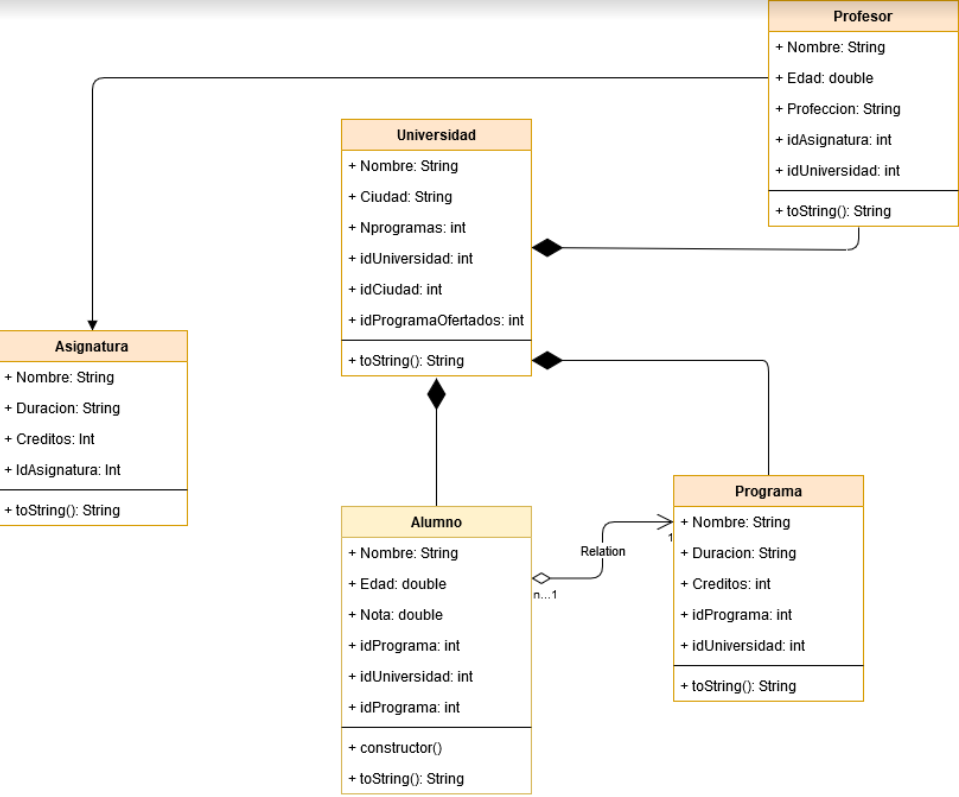 Profesor
+ Nombre: String
+ Edad: double
+ Profeccion: String
+ idAsignatura: int
+ idUniversidad: int
+ toString(): String
Universidad
+ Nombre: String
+ Ciudad: String
+ Nprogramas: int
+ idUniversidad: int
+ idCiudad: int
+ idProgramaOfertados: int
+ toString(): String
Asignatura
+ Nombre: String
+ Duracion: String
+ Creditos: Int
+ IdAsignatura: Int
+ toString(): String
Alumno
+ Nombre: String
+ Edad: double
+ Nota: double
+ idPrograma: int
+ idUniversidad: int
+ idPrograma: int
+ constructor()
+ toString(): String
Relation
n...1
1
Programa
+ Nombre: String
+ Duracion: String
+ Creditos: int
+ idPrograma: int
+ idUniversidad: int
+ toString(): String